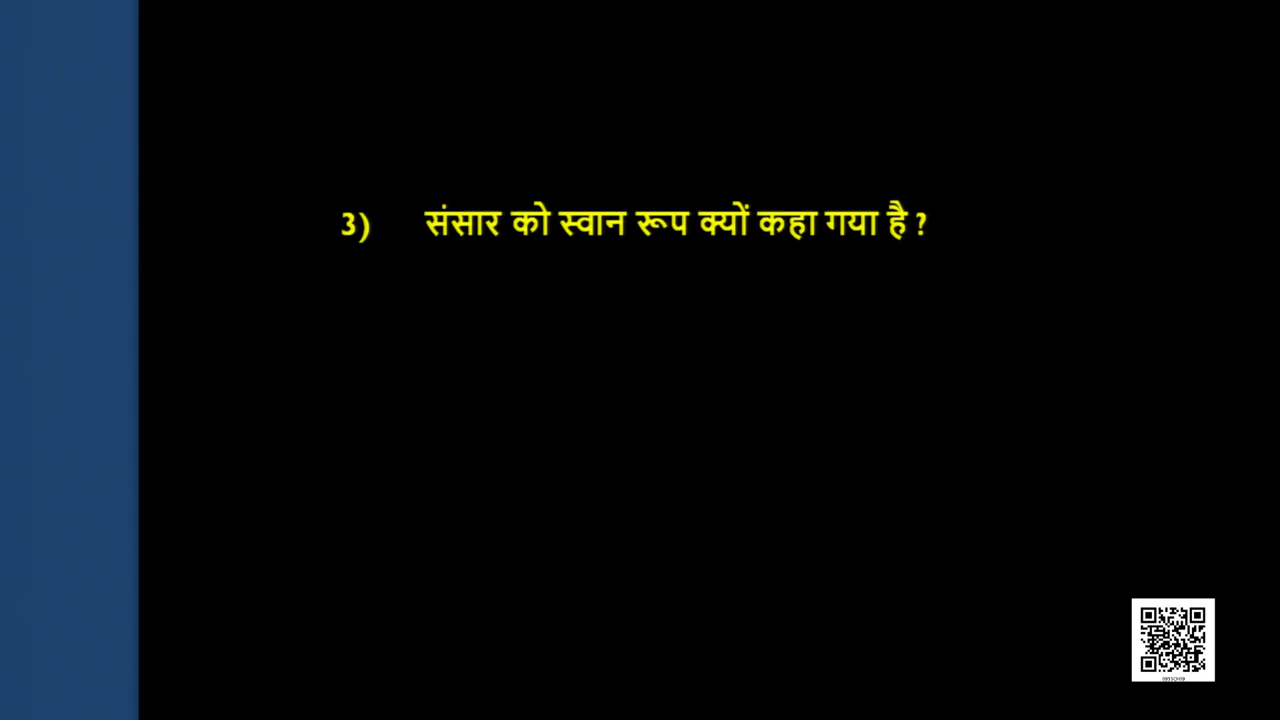 3) संसार को स्वान रूप क्यों कहा गया है ?